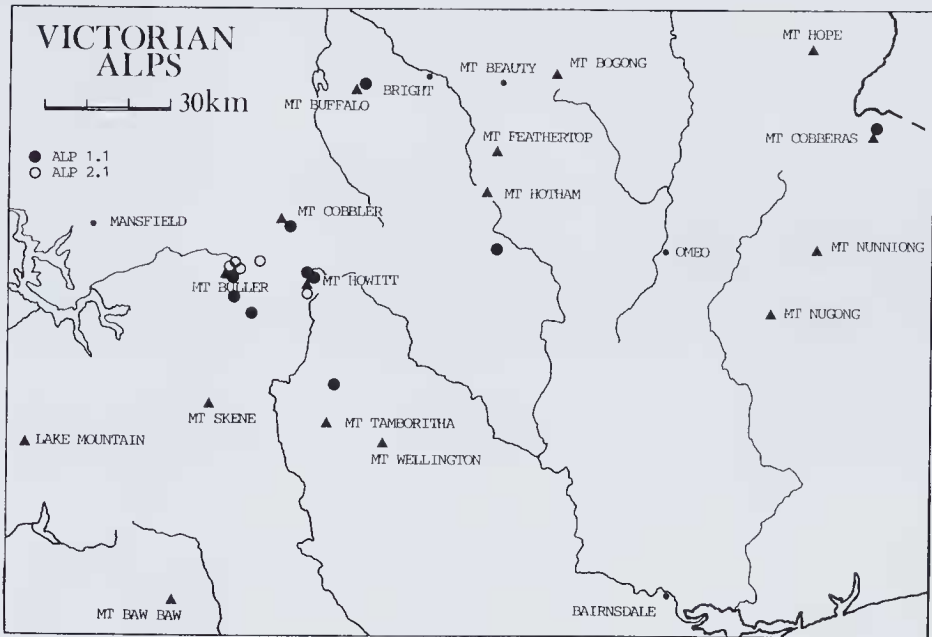 VICTORIAN
ALPS
30km
ALP 1.1
ALP 2.1
MT HOPE
MT BEAUTY
MT BOGONG
BRIGHT
MT BUFFALO
MT FEATHERTOP
MT COBBERAS
MT HOTHAM
MT COBBLER
MANSFIELD
OMEO
MT NUNNIONG
MT BULLER
MT HOWITT
MT NUGONG
MT SKENE
MT TAMBORITHA
LAKE MOUNTAIN
MT WELLINGTON
MT BAW BAW
BAIRNSDALE